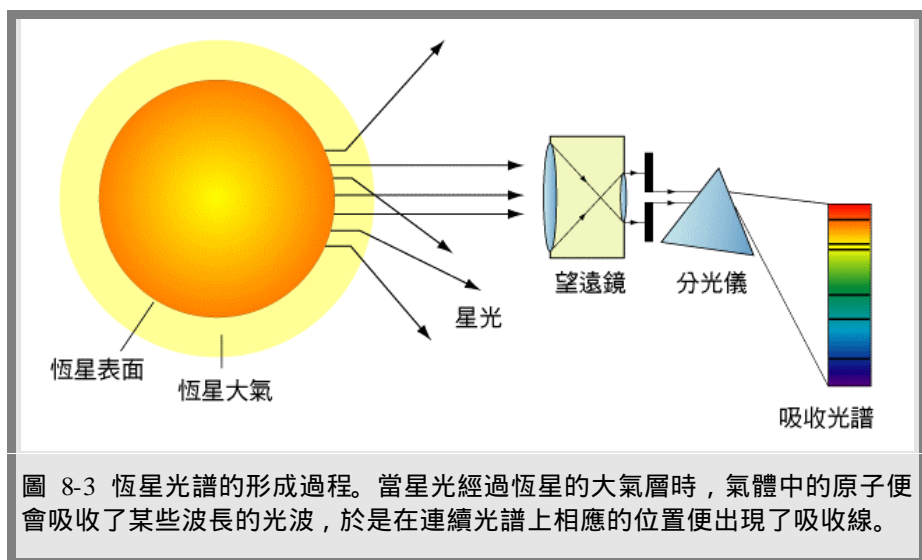 望遠鏡
分光儀
星光
恆星表面
恆星大氣
吸收光譜
圖 8-3 恆星光譜的形成過程。當星光經過恆星的大氣層時，氣體中的原子便
會吸收了某些波長的光波，於是在連續光譜上相應的位置便出現了吸收線。